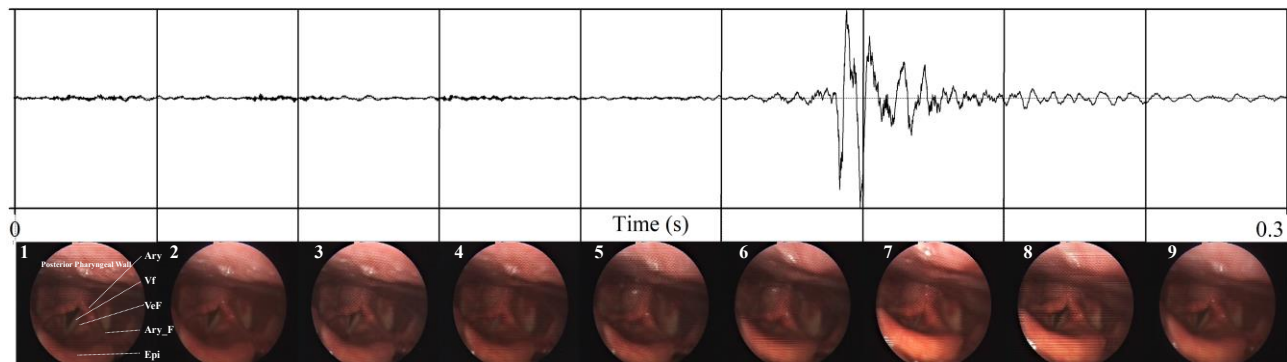 0 Time (s) 0.3
1 2 3 4 5 6 7 8 9
Posterior Pharyngeal Wall
Ary
Vf
VeF
Ary_F
Epi